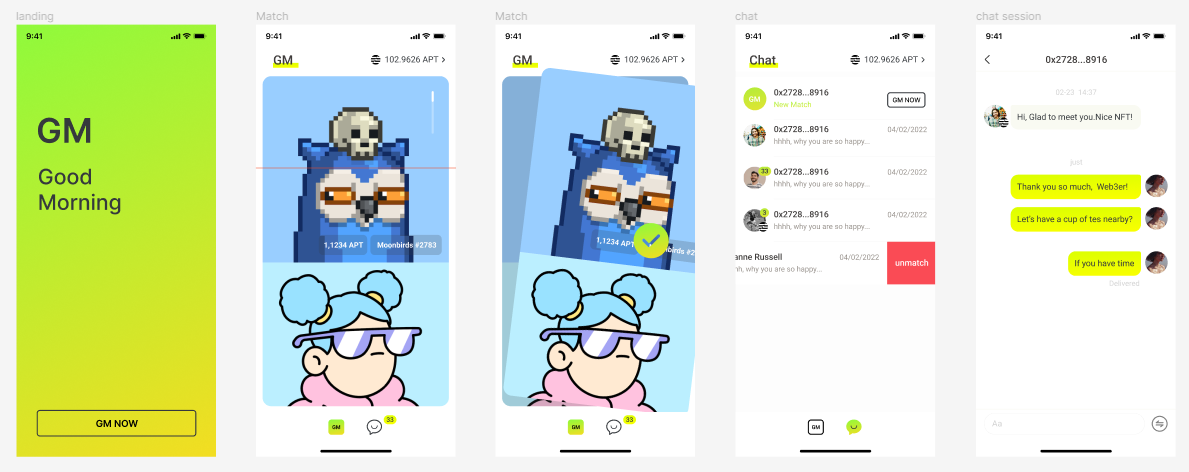 landing
9:41
GM
Good
Morning
GM NOW
Match
9:41
GM
102.9626 APT
1,1234 APT
Moonbirds #2783
GM
33
Match
9:41
GM
102.9626 APT
1,1234 APT
nbirds #2
GM
33
chat
9:41
Chat
102.9626 APT
GM
0x2728...8916
New Match
GM NOW
0x2728...8916
04/02/2022
hhhh, why you are so happy...
33
0x2728...8916
04/02/2022
hhhh, why you are so happy...
3
0x2728...8916
04/02/2022
hhhh, why you are so happy...
anne Russell
04/02/2022
hh, why you are so happy...
unmatch
GM
chat session
9:41
0x2728...8916
02-23 14:37
Hi, Glad to meet you.Nice NFT!
just
Thank you so much, Web3er!
Let's have a cup of tes nearby?
If you have time
Delivered
Aa